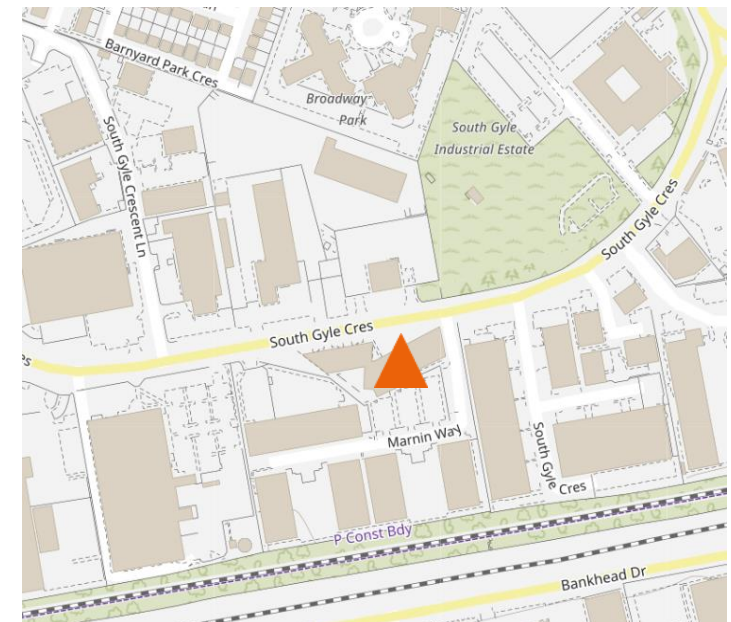 Barnyard Park Cres
Broadway
Park
South Gyle
Industrial Estate
South Gyle Crescent Ln
South Gyle Cres
South Gyle Cres
es
Marnin Way
South Gyle Cres
P Const Bdy
Bankhead Dr